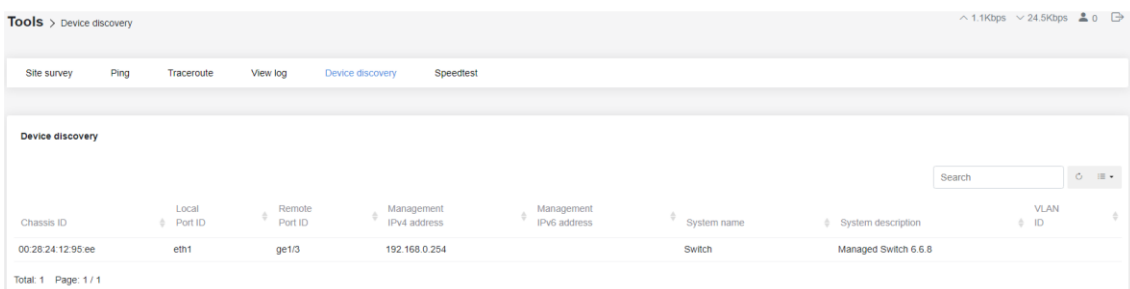 Tools > Device discovery
1.1Kbps 24.5Kbps 0
Site survey Ping Traceroute View log Device discovery Speedtest
Device discovery
Search
Chassis ID Local Port ID Remote Port ID Management IPv4 address Management IPv6 address System name System description VLAN ID
00:28:24:12:95:ee eth1 ge1/3 192.168.0.254 Switch Managed Switch 6.6.8
Total: 1 Page: 1 / 1